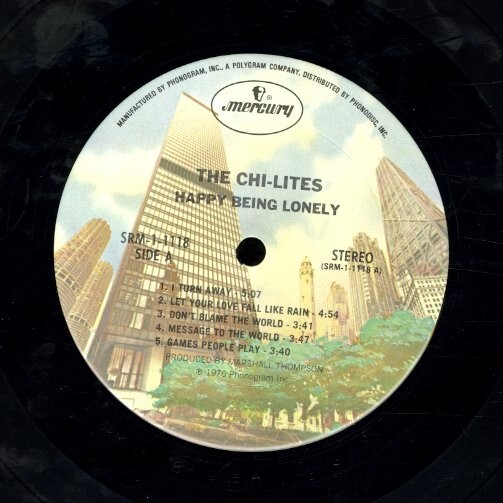 MANUFACTURED BY PHONOGRAM, INC., A POLYGRAM COMPANY, DISTRIBUTED BY PHONODISC, INC.
mercury
®
THE CHI-LITES
HAPPY BEING LONELY
SRM-1-1118
SIDE A
STEREO
(SRM-1-1118 A)
1. I TURN AWAY - 5:07
2. LET YOUR LOVE FALL LIKE RAIN - 4:54
3. DON'T BLAME THE WORLD - 3:41
4. MESSAGE TO THE WORLD - 3:47
5. GAMES PEOPLE PLAY - 3:40
PRODUCED BY MARSHALL THOMPSON
℗ 1976 Phonogram Inc.